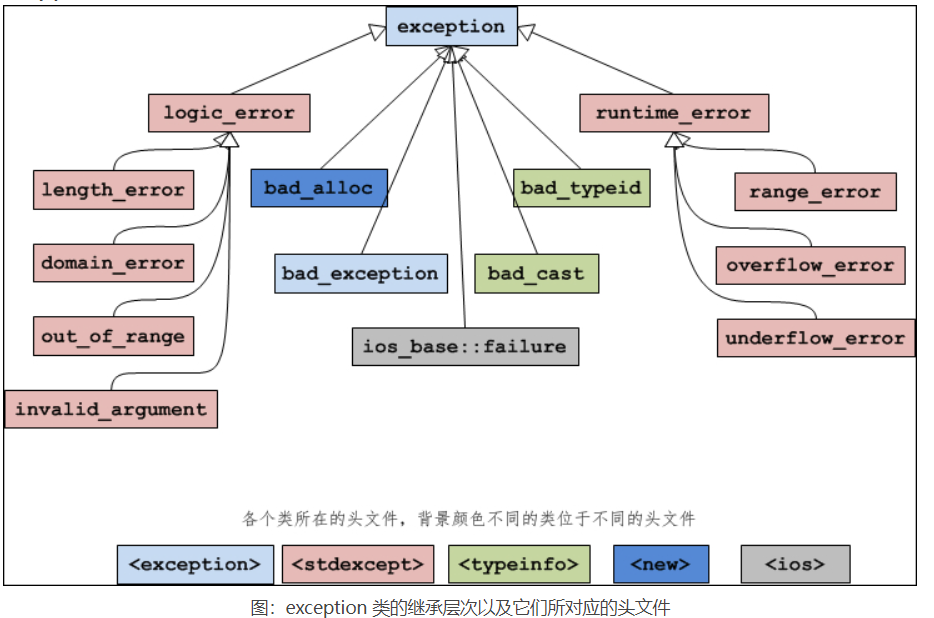 exception
logic_error
runtime_error
length_error
bad_alloc
bad_typeid
range_error
domain_error
bad_exception
bad_cast
overflow_error
out_of_range
ios_base::failure
underflow_error
invalid_argument
各个类所在的头文件，背景颜色不同的类位于不同的头文件
<exception> <stdexcept> <typeinfo> <new> <ios>
图：exception 类的继承层次以及它们所对应的头文件